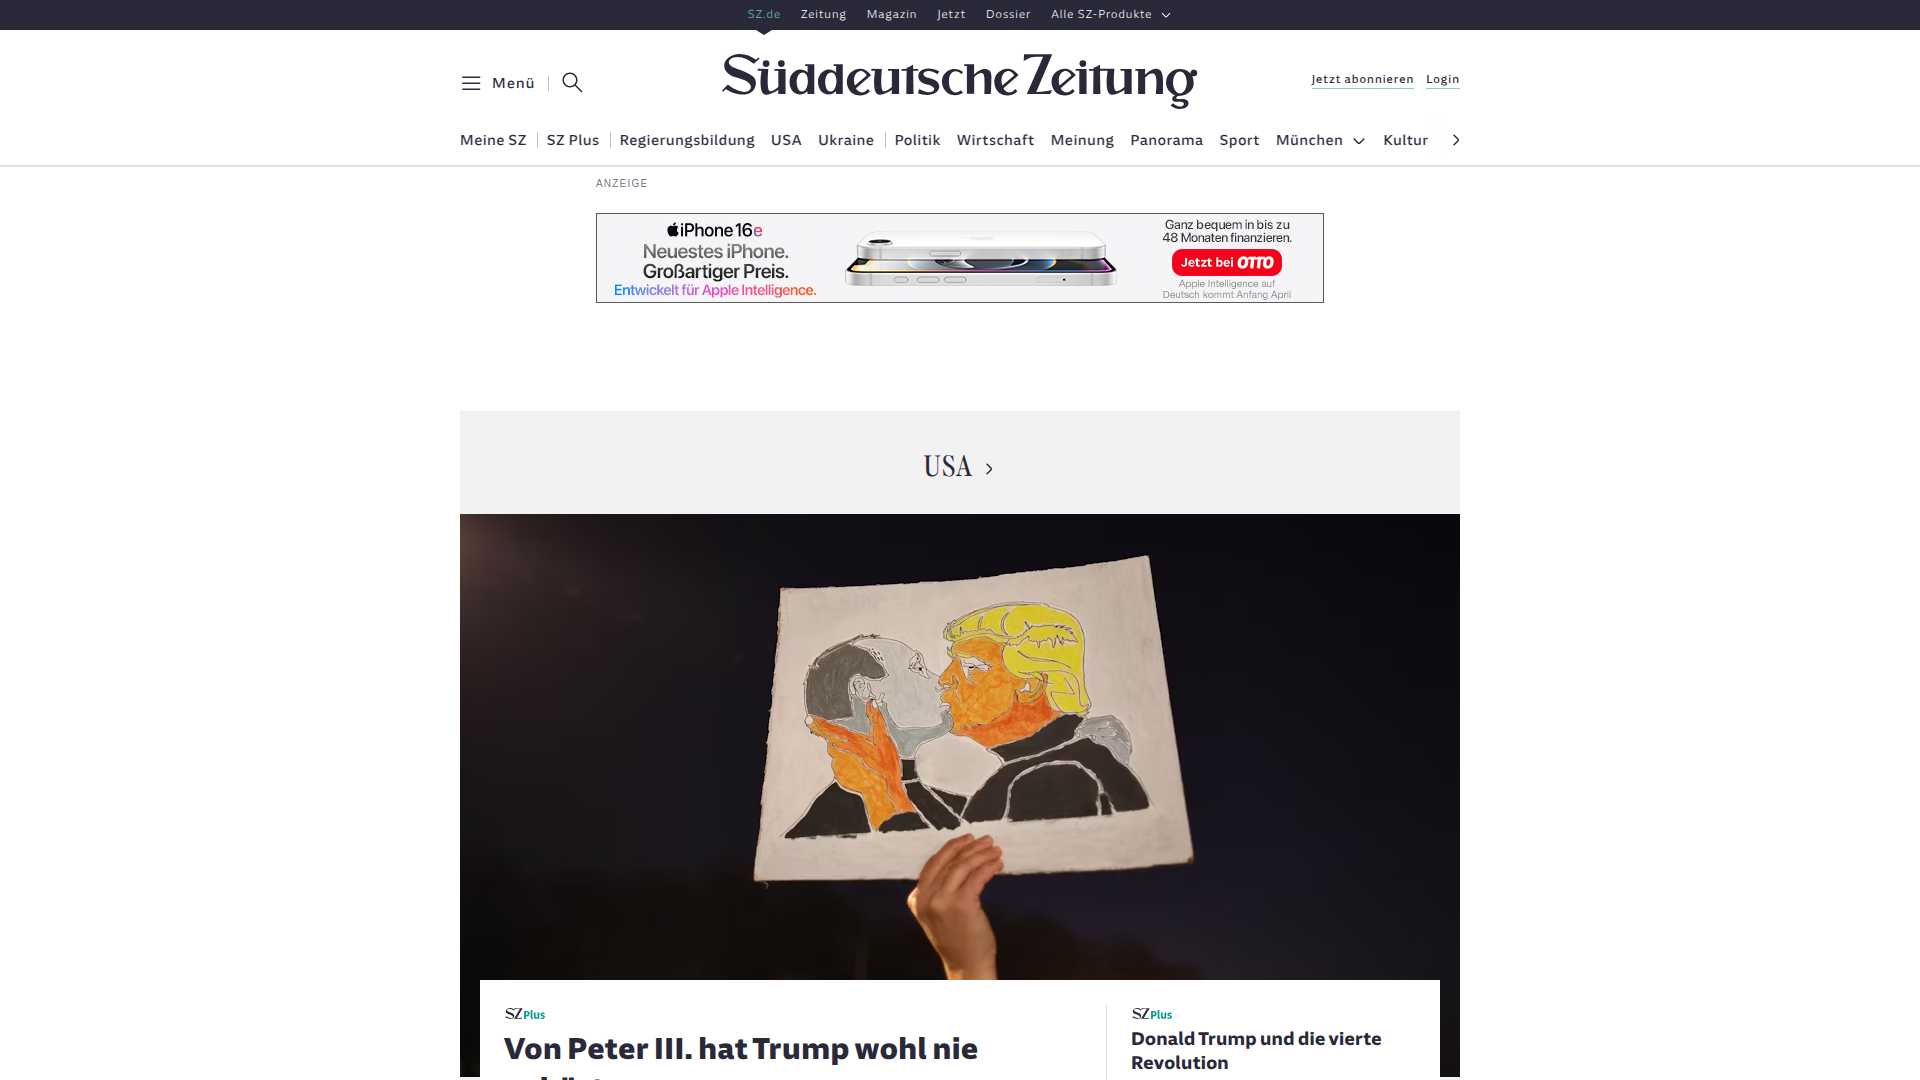 SZ.de Zeitung Magazin Jetzt Dossier Alle SZ-Produkte
Menü
Süddeutsche Zeitung
Jetzt abonnieren Login
Meine SZ SZ Plus Regierungsbildung USA Ukraine Politik Wirtschaft Meinung Panorama Sport München Kultur
ANZEIGE
iPhone 16e
Neuestes iPhone.
Großartiger Preis.
Entwickelt für Apple Intelligence.
Ganz bequem in bis zu
48 Monaten finanzieren.
Jetzt bei OTTO
Apple Intelligence auf
Deutsch kommt Anfang April
USA
SZ Plus
Von Peter III. hat Trump wohl nie
SZ Plus
Donald Trump und die vierte
Revolution